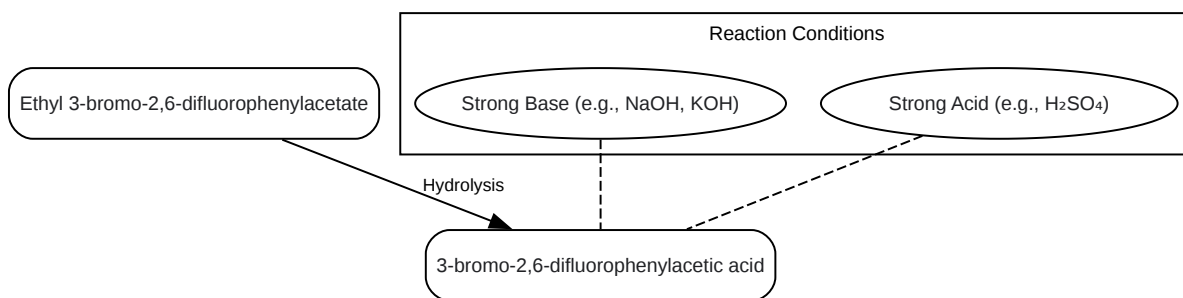 Reaction Conditions
Ethyl 3-bromo-2,6-difluorophenylacetate
Strong Base (e.g., NaOH, KOH)
Strong Acid (e.g., H₂SO₄)
Hydrolysis
3-bromo-2,6-difluorophenylacetic acid